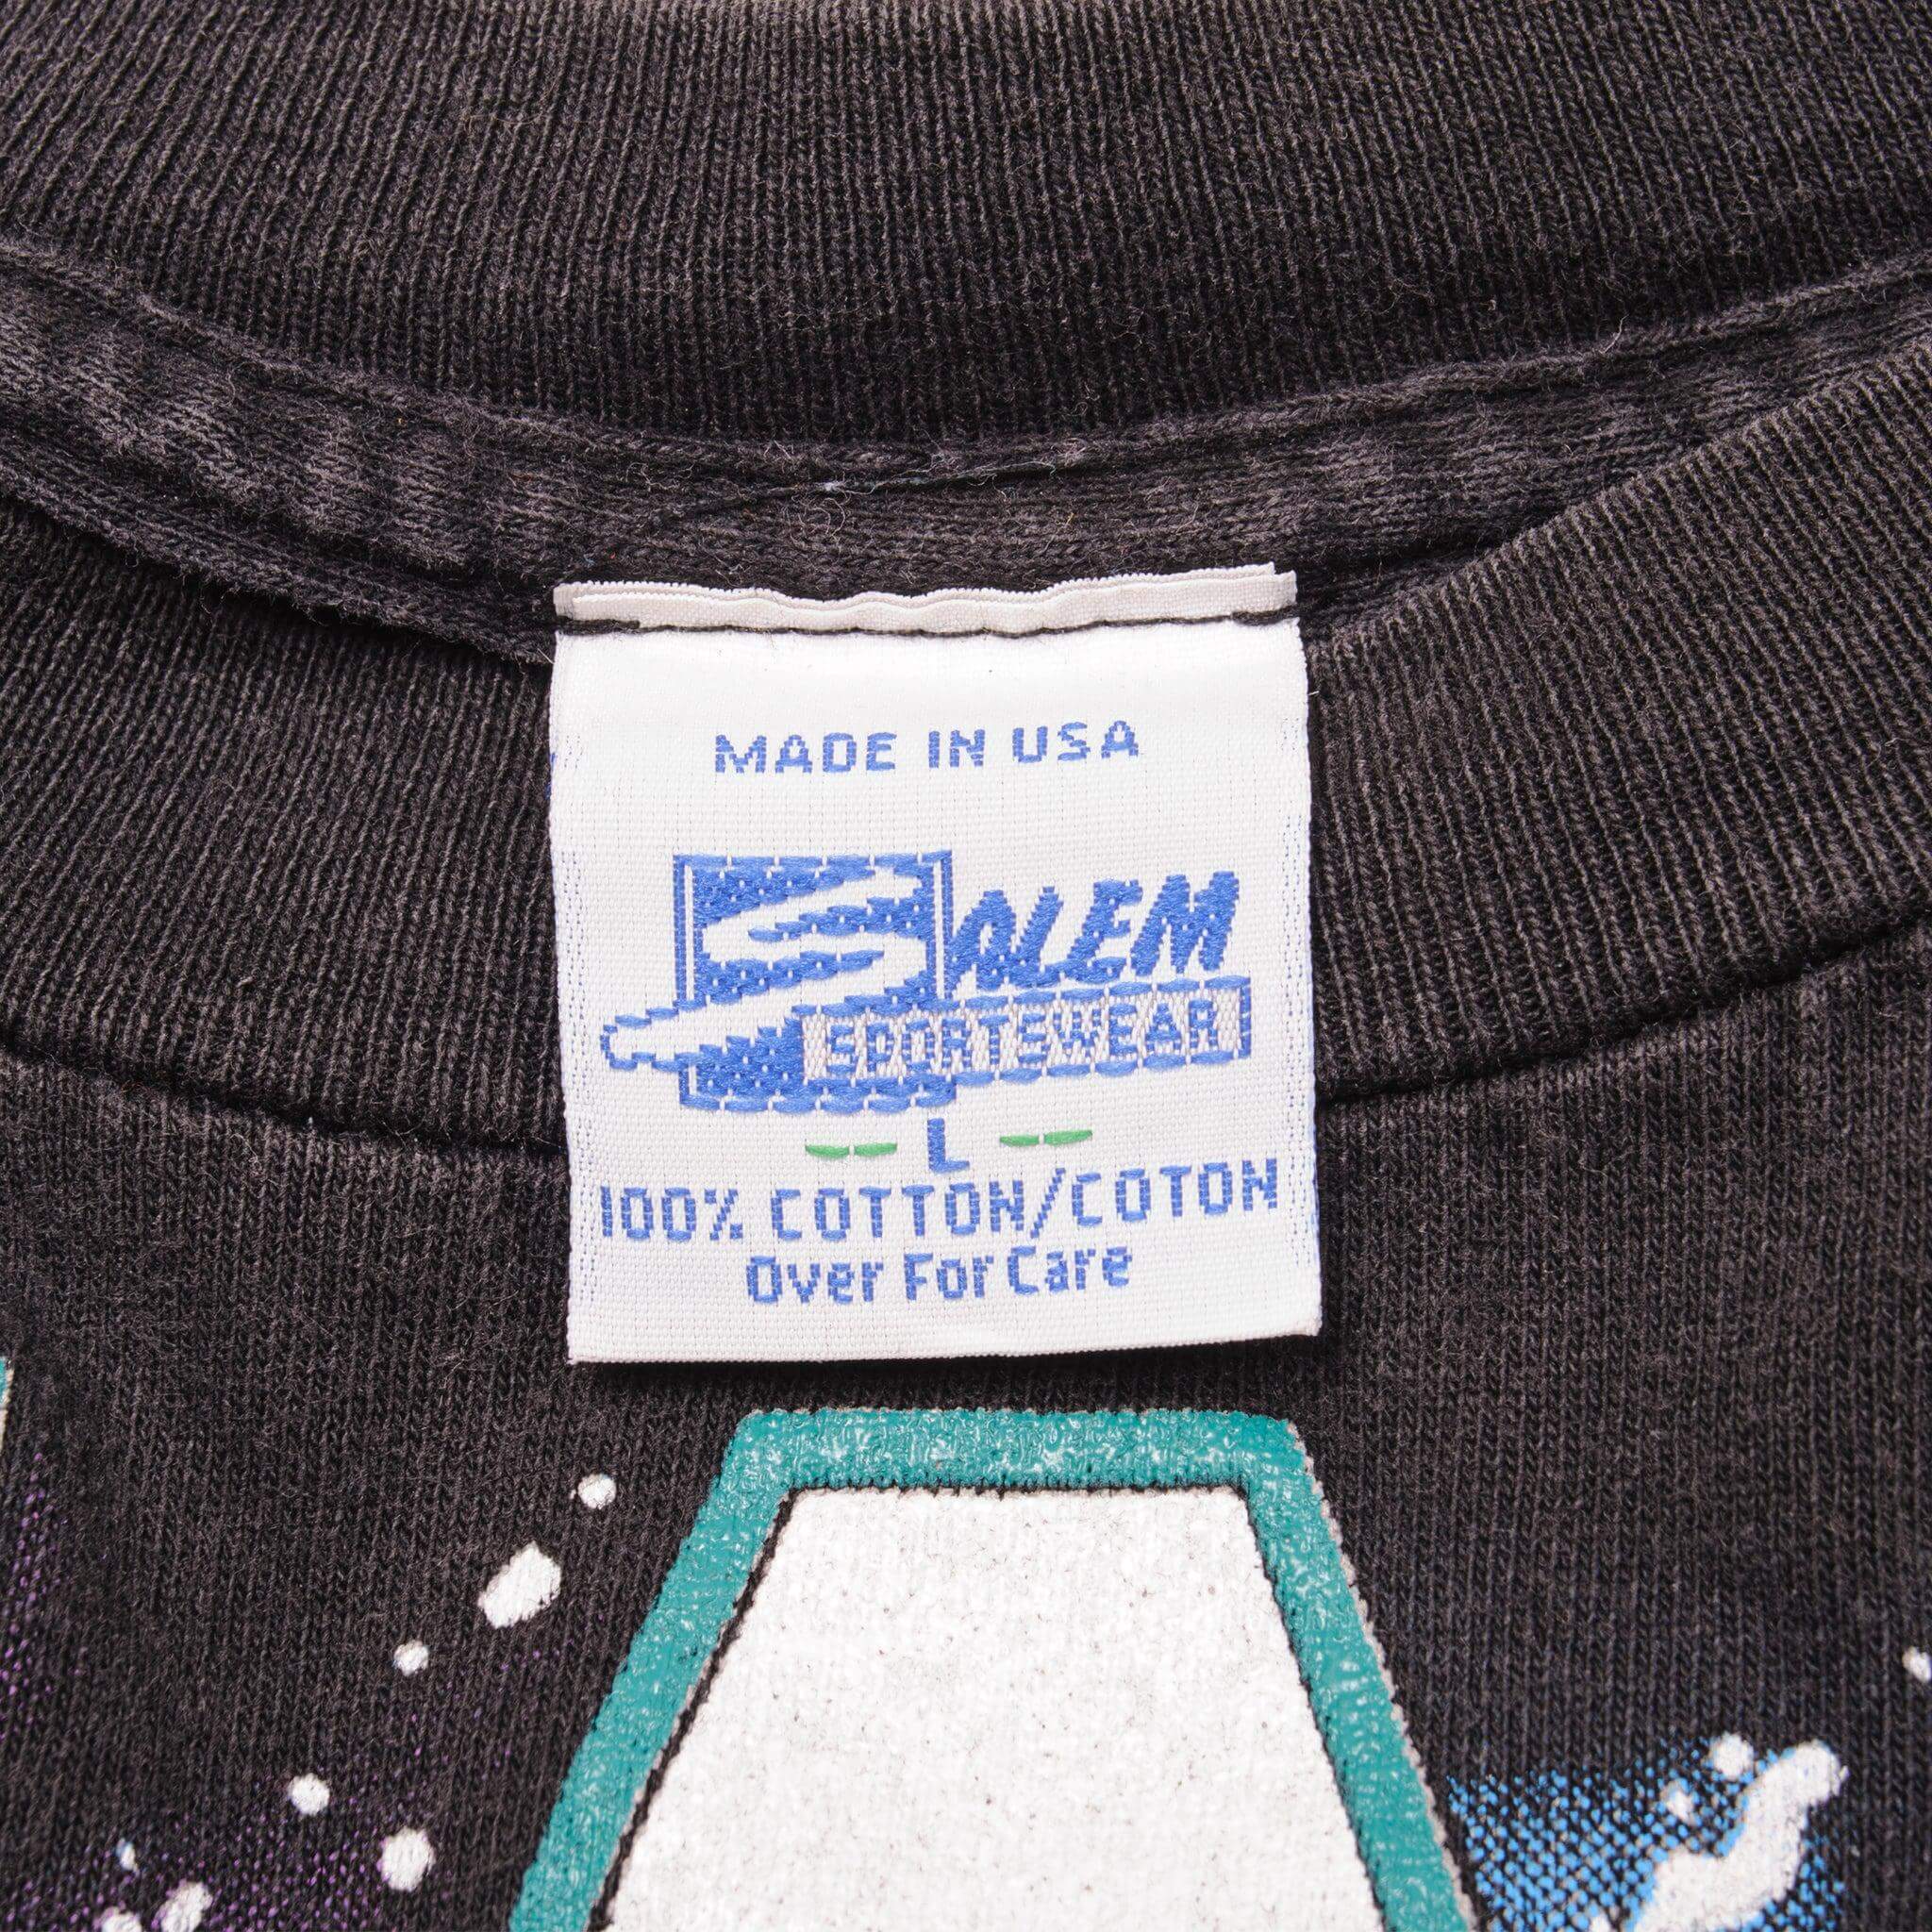 MADE IN USA
SALEM
SPORTSWEAR
L
100% COTTON/COTON
Over For Care